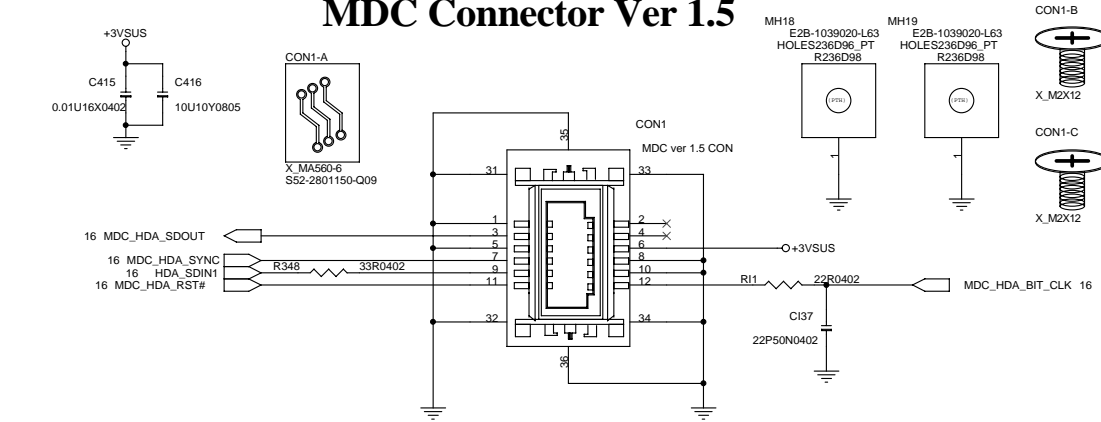 MDC Connector Ver 1.5
+3VSUS
C415
C416
0.01U16X0402
10U10Y0805
CON1-A
X_MA560-6
S52-2801150-Q09
MH18
E2B-1039020-L63
HOLES236D96_PT
R236D98
(PTH)
1
MH19
E2B-1039020-L63
HOLES236D96_PT
R236D98
(PTH)
1
CON1-B
X_M2X12
CON1-C
X_M2X12
CON1
MDC ver 1.5 CON
35
31
33
1
2
16 MDC_HDA_SDOUT
3
4
5
6
+3VSUS
16 MDC_HDA_SYNC
7
8
16 HDA_SDIN1
R348
33R0402
9
10
16 MDC_HDA_RST#
11
12
RI1
22R0402
MDC_HDA_BIT_CLK 16
CI37
22P50N0402
32
34
36